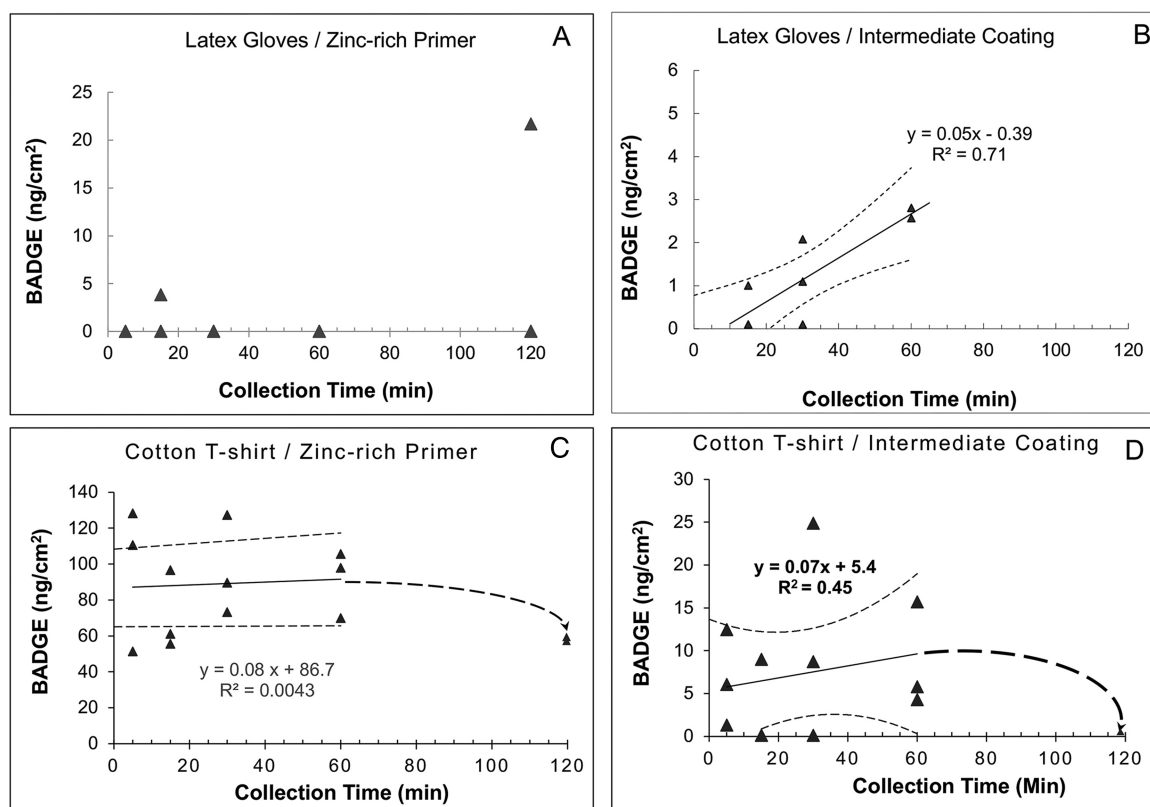 Latex Gloves / Zinc-rich Primer
A
25
20
15
10
5
0
0 20 40 60 80 100 120
BADGE (ng/cm²)
Collection Time (min)
Latex Gloves / Intermediate Coating
B
6
5
4
3
2
1
0
0 20 40 60 80 100 120
y = 0.05x - 0.39
R² = 0.71
BADGE (ng/cm²)
Collection Time (min)
Cotton T-shirt / Zinc-rich Primer
C
140
120
100
80
60
40
20
0
0 20 40 60 80 100 120
y = 0.08 x + 86.7
R² = 0.0043
BADGE (ng/cm²)
Collection Time (min)
Cotton T-shirt / Intermediate Coating
D
30
25
20
15
10
5
0
0 20 40 60 80 100 120
y = 0.07x + 5.4
R² = 0.45
BADGE (ng/cm²)
Collection Time (Min)